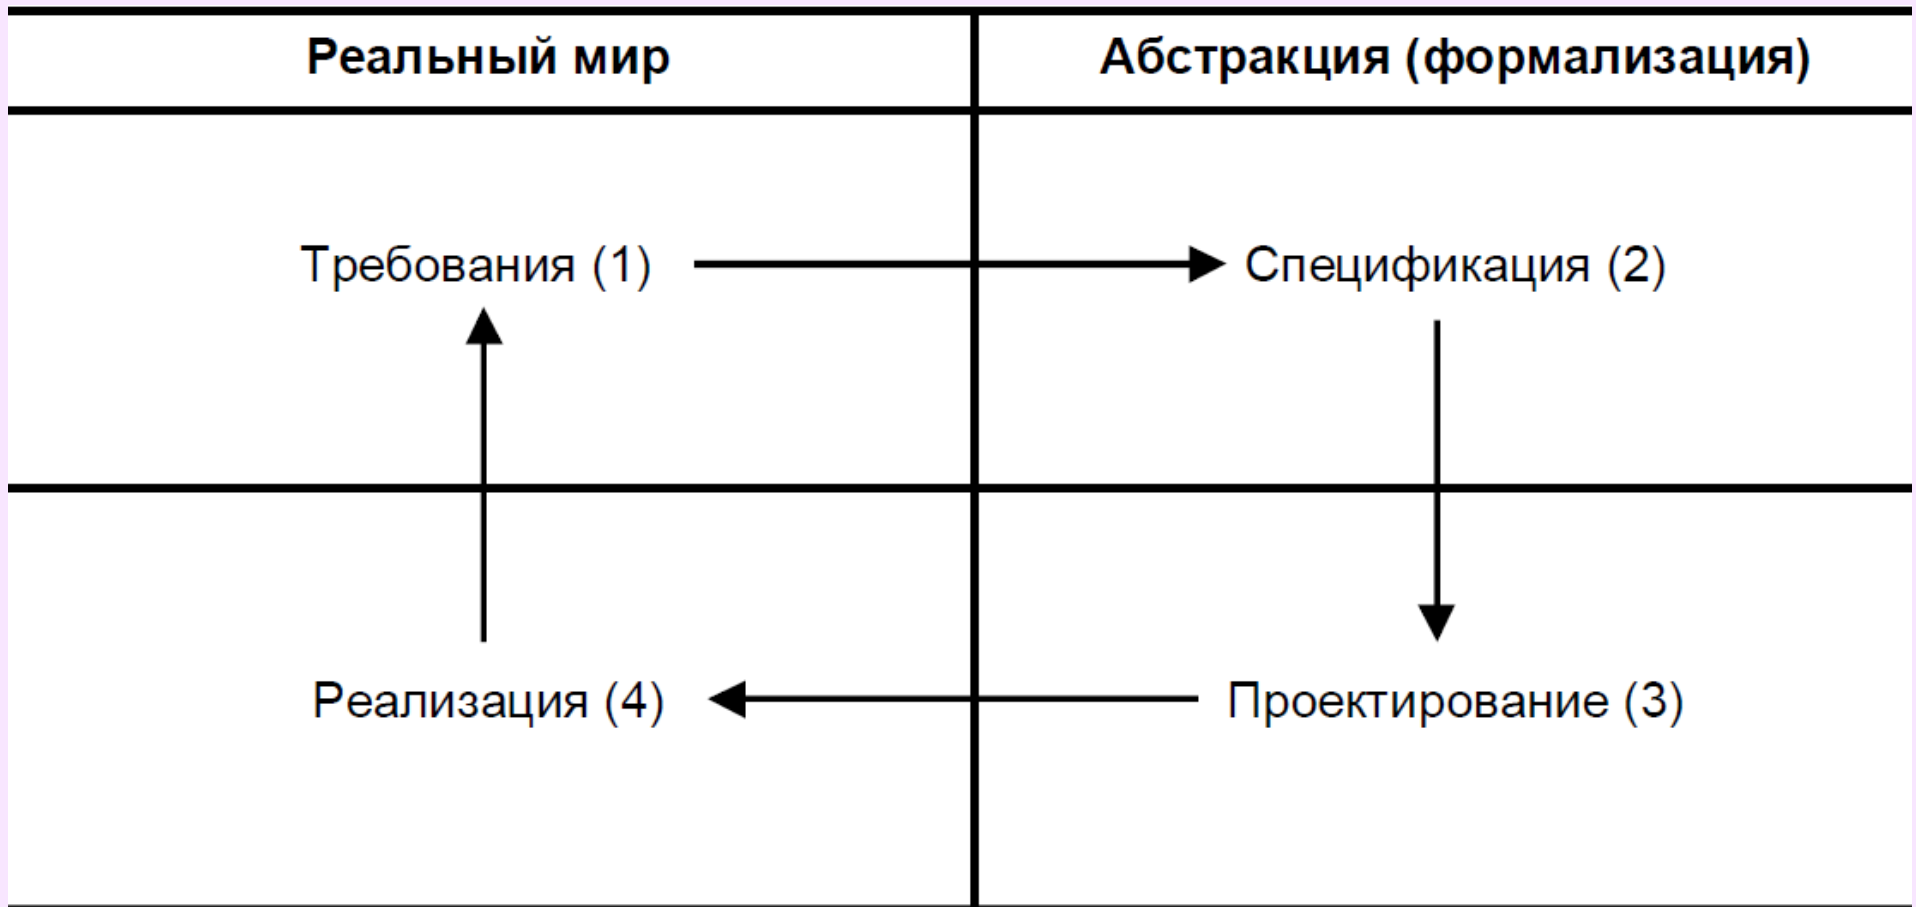 Реальный мир
Абстракция (формализация)
Требования (1)
Спецификация (2)
Реализация (4)
Проектирование (3)